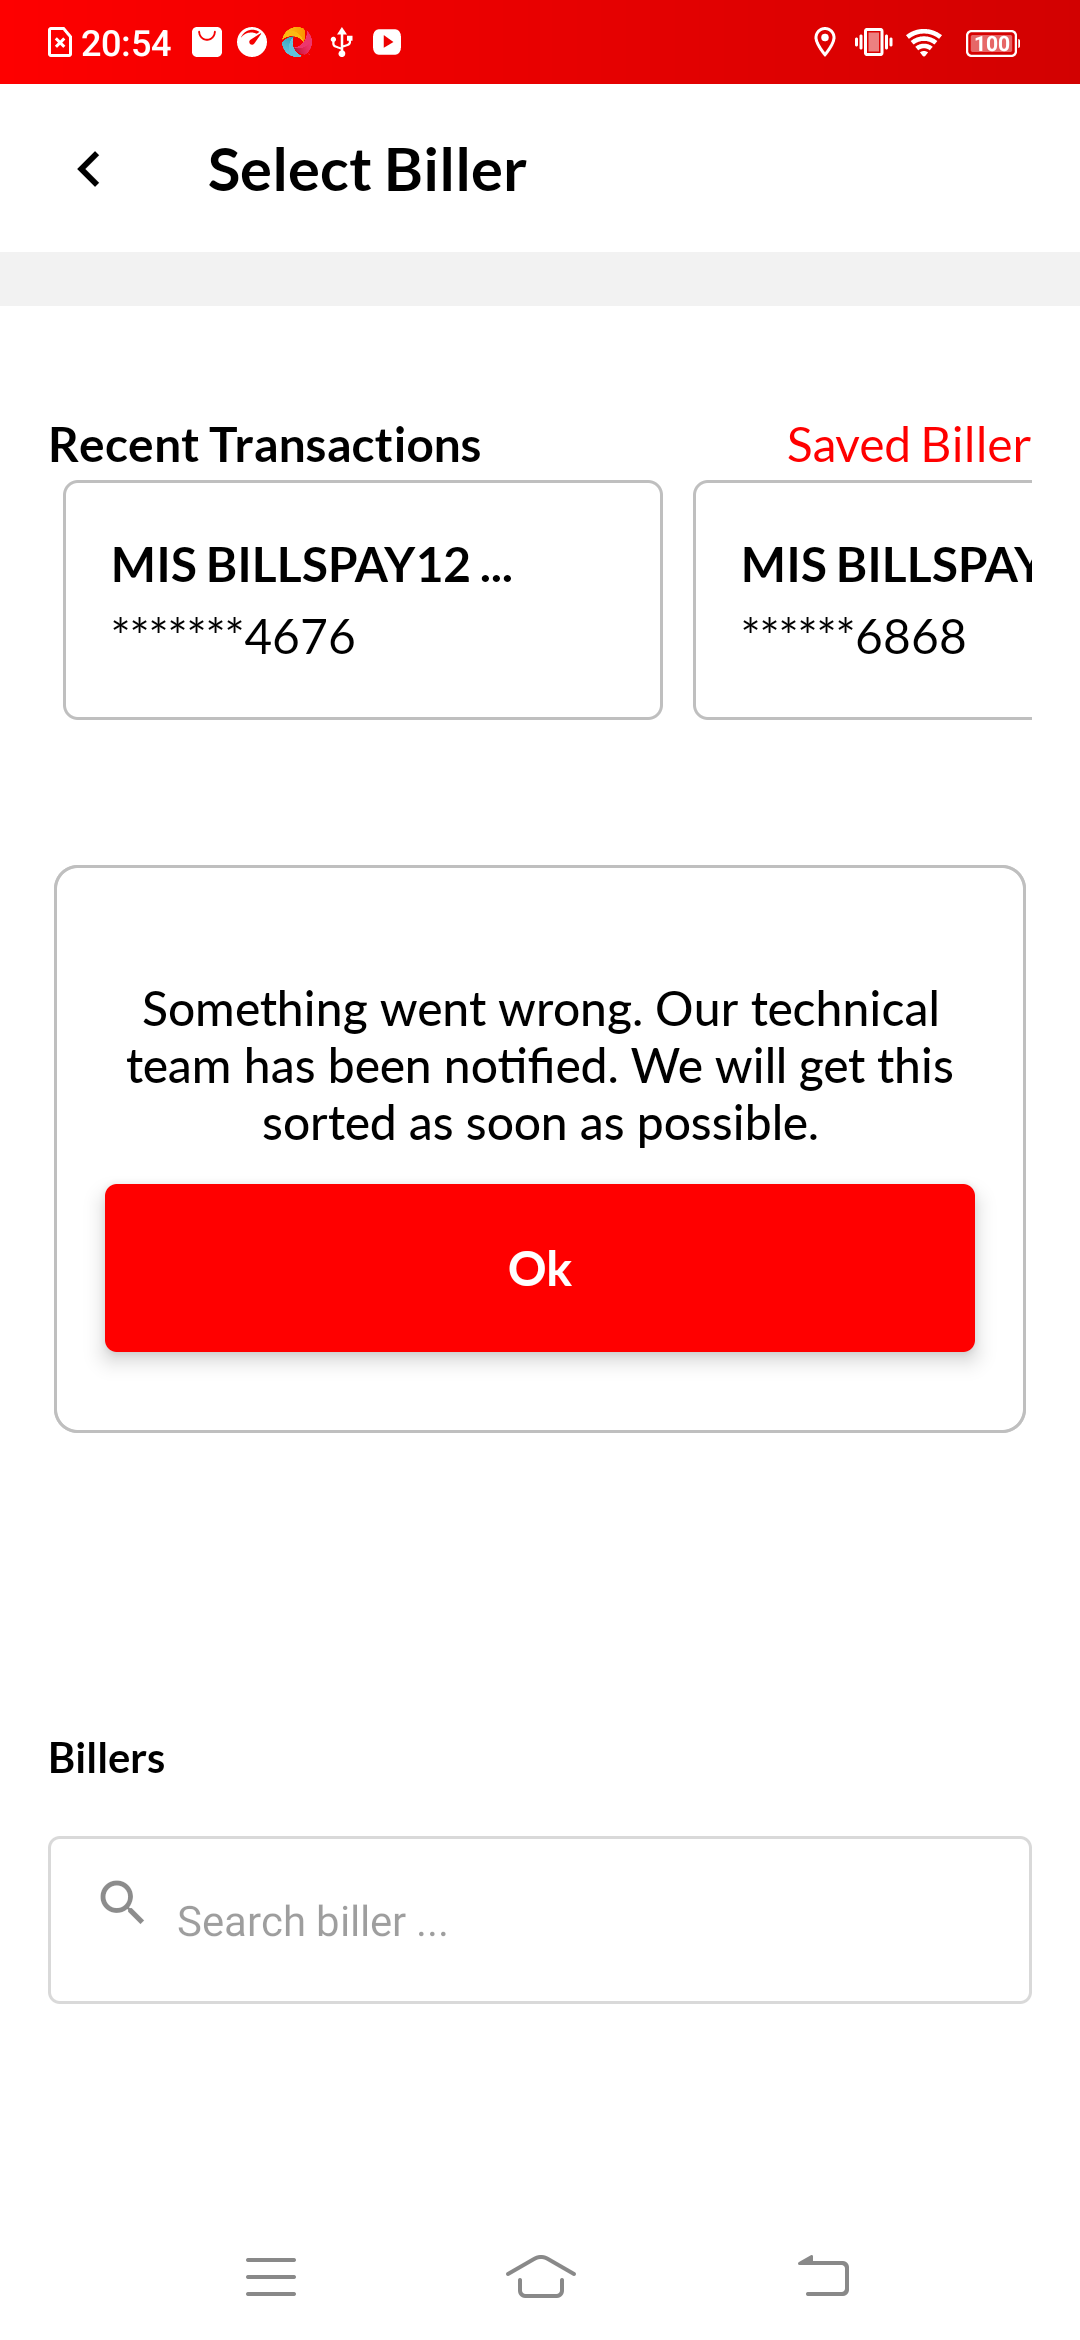 20:54
100
Select Biller
Recent Transactions
Saved Biller
MIS BILLSPAY12 ...
*******4676
MIS BILLSPAY
******6868
Something went wrong. Our technical
team has been notified. We will get this
sorted as soon as possible.
Ok
Billers
Search biller ...